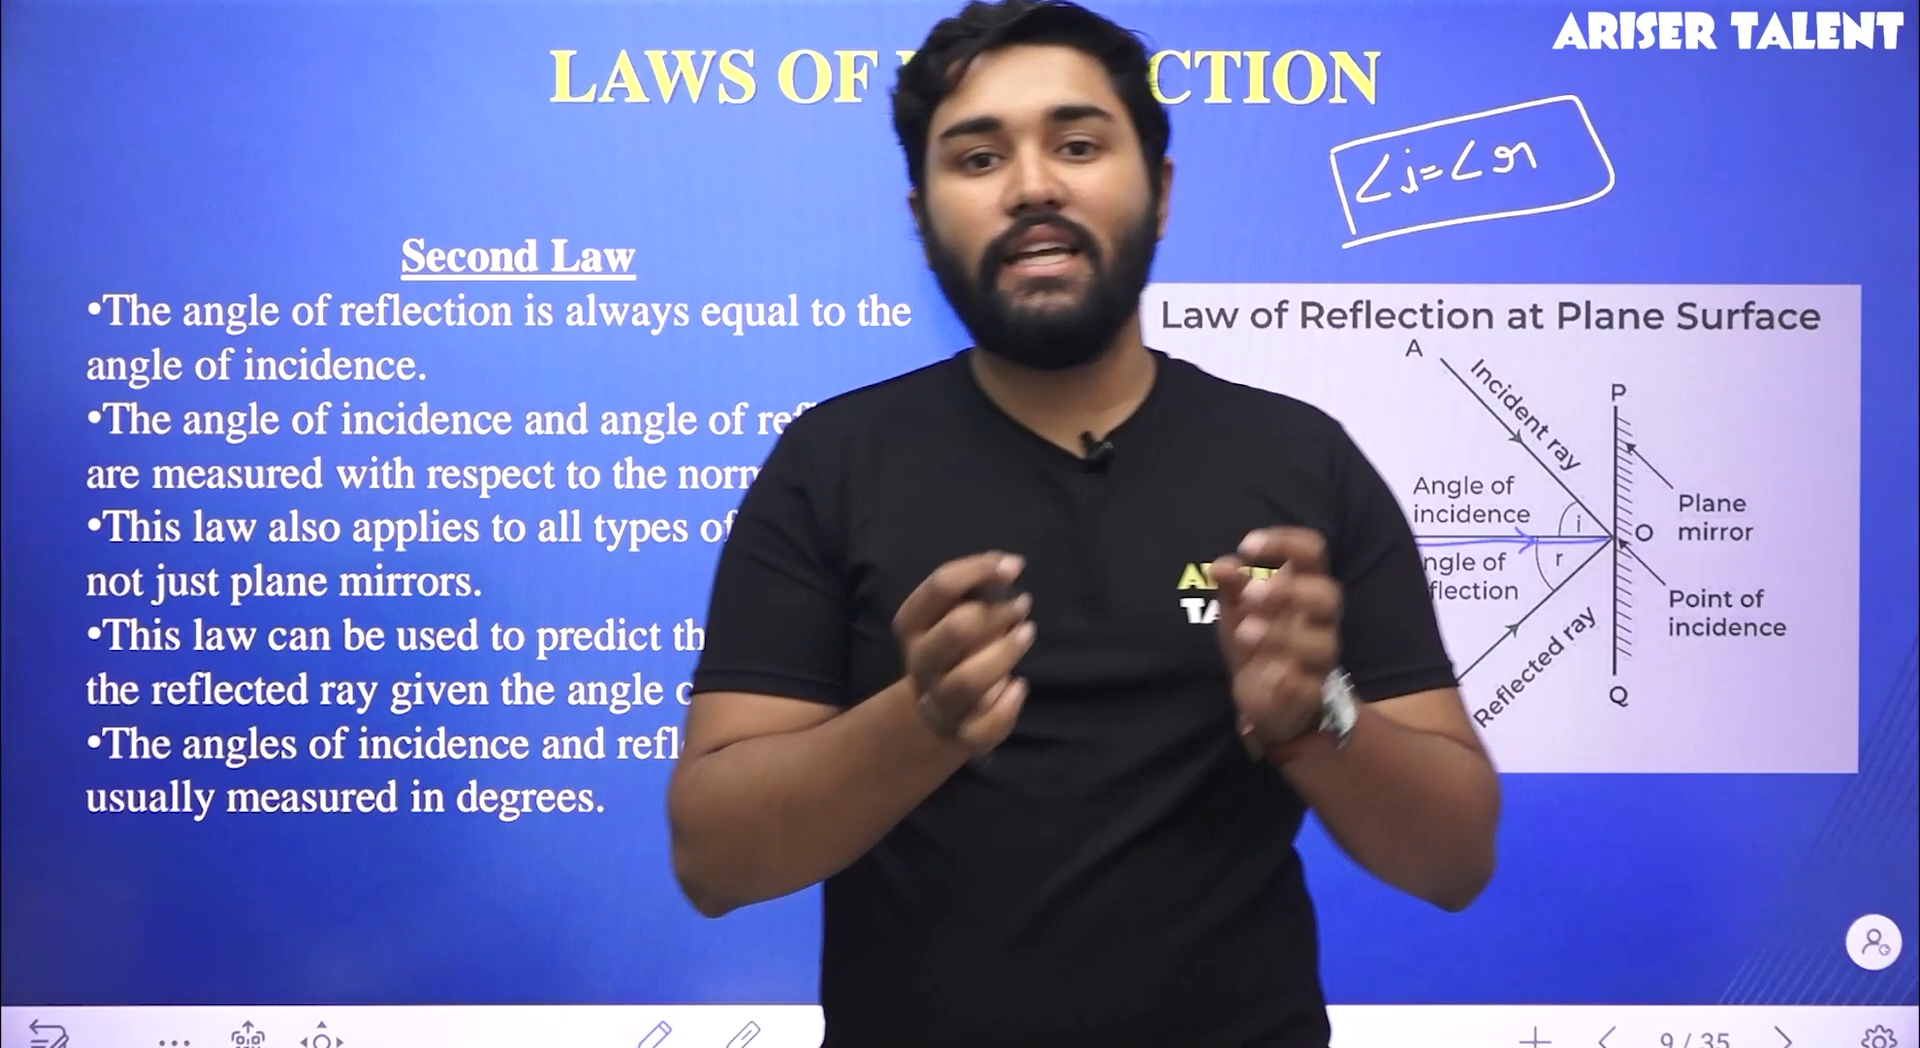 ARISER TALENT
LAWS OF CTION
∠i=∠r
Second Law
•The angle of reflection is always equal to the
angle of incidence.
•The angle of incidence and angle of
are measured with respect to the
•This law also applies to all types of
not just plane mirrors.
•This law can be used to predict
the reflected ray given the angle
•The angles of incidence and
usually measured in degrees.
Law of Reflection at Plane Surface
A
Incident ray
P
Angle of
incidence
i
O
Plane
mirror
r
ngle of
flection
Point of
incidence
Reflected ray
Q
9 / 35